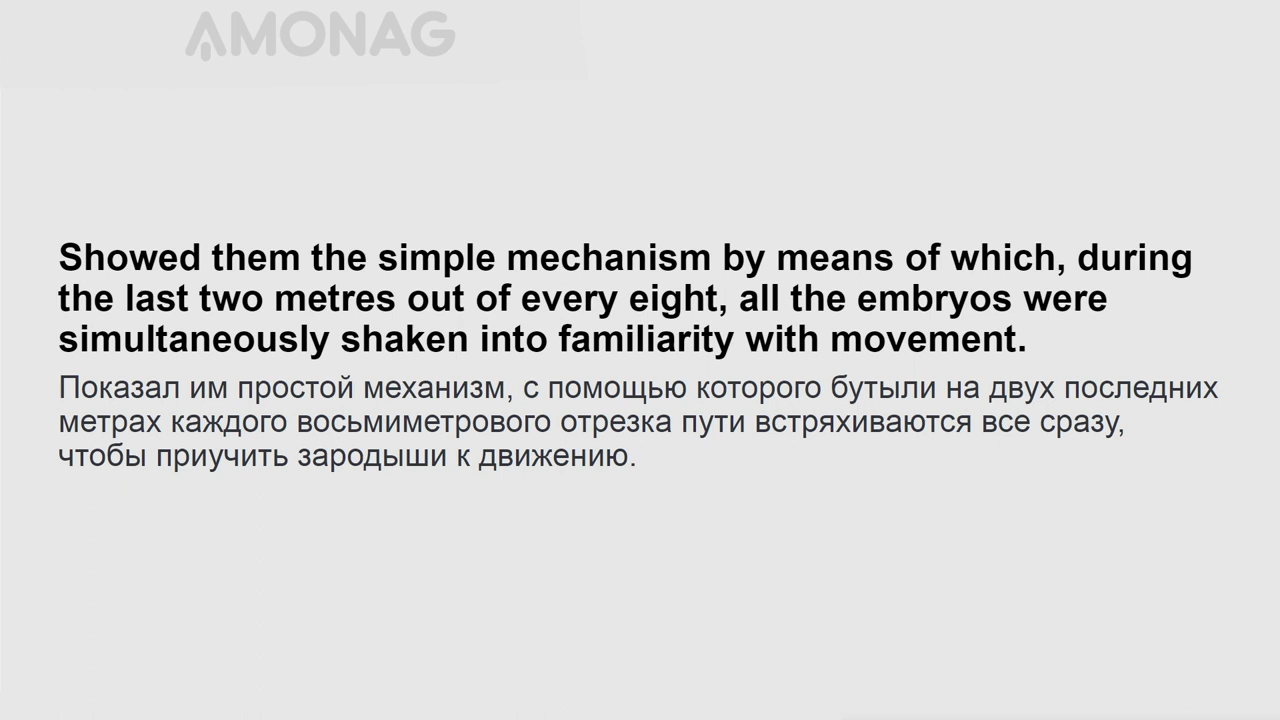 AMONAG
Showed them the simple mechanism by means of which, during
the last two metres out of every eight, all the embryos were
simultaneously shaken into familiarity with movement.
Показал им простой механизм, с помощью которого бутыли на двух последних
метрах каждого восьмиметрового отрезка пути встряхиваются все сразу,
чтобы приучить зародыши к движению.